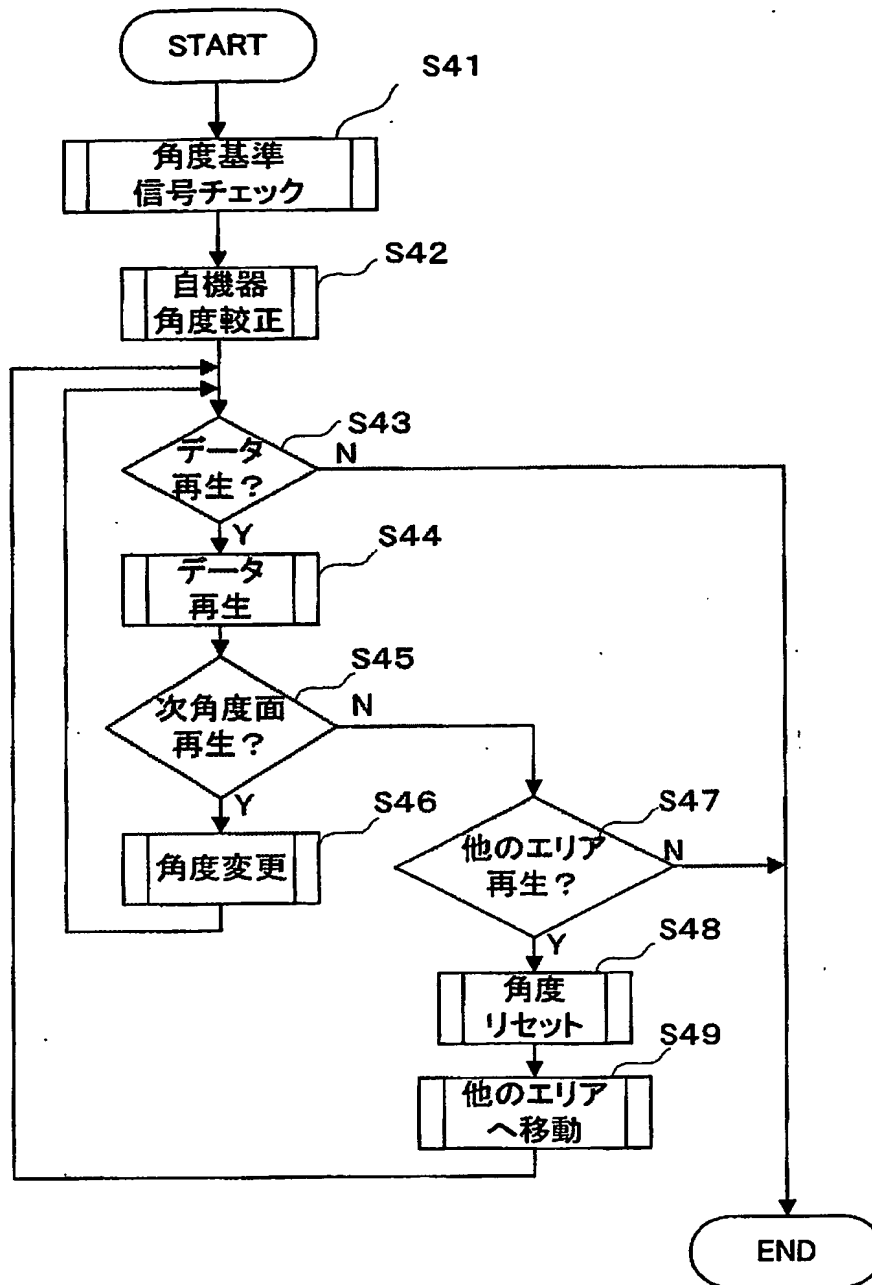 START
S41
角度基準
信号チェック
S42
自機器
角度較正
S43
データ
再生?
N
Y
S44
データ
再生
S45
次角度面
再生?
N
Y
S46
角度変更
S47
他のエリア
再生?
N
Y
S48
角度
リセット
S49
他のエリア
へ移動
END